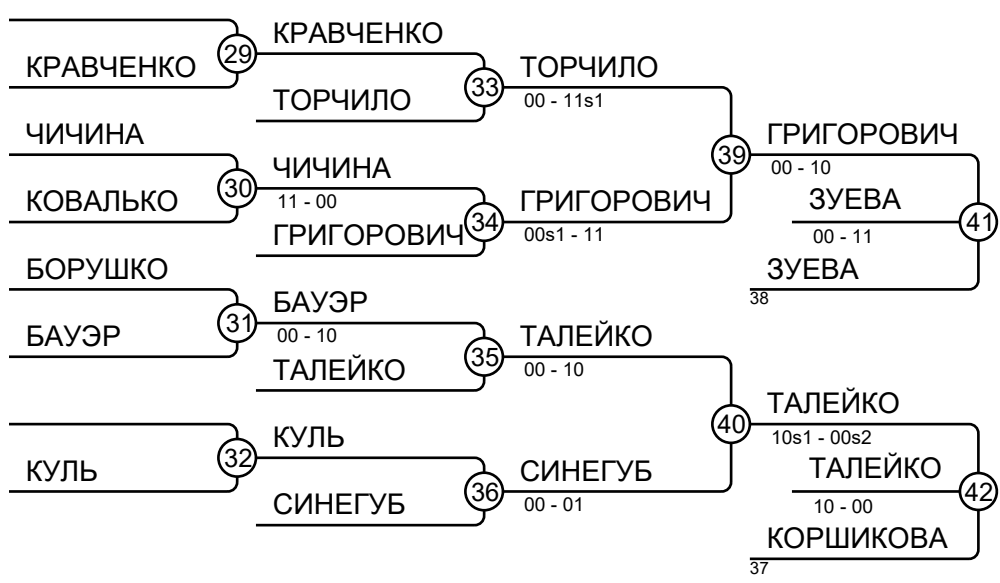 КРАВЧЕНКО
29
КРАВЧЕНКО
ТОРЧИЛО
33
ТОРЧИЛО
00 - 11s1
ЧИЧИНА
КОВАЛЬКО
30
ЧИЧИНА
11 - 00
ГРИГОРОВИЧ
34
ГРИГОРОВИЧ
00s1 - 11
39
ГРИГОРОВИЧ
00 - 10
ЗУЕВА
00 - 11
41
ЗУЕВА
38
БОРУШКО
БАУЭР
31
БАУЭР
00 - 10
ТАЛЕЙКО
35
ТАЛЕЙКО
00 - 10
КУЛЬ
32
КУЛЬ
СИНЕГУБ
36
СИНЕГУБ
00 - 01
40
ТАЛЕЙКО
10s1 - 00s2
ТАЛЕЙКО
10 - 00
42
КОРШИКОВА
37